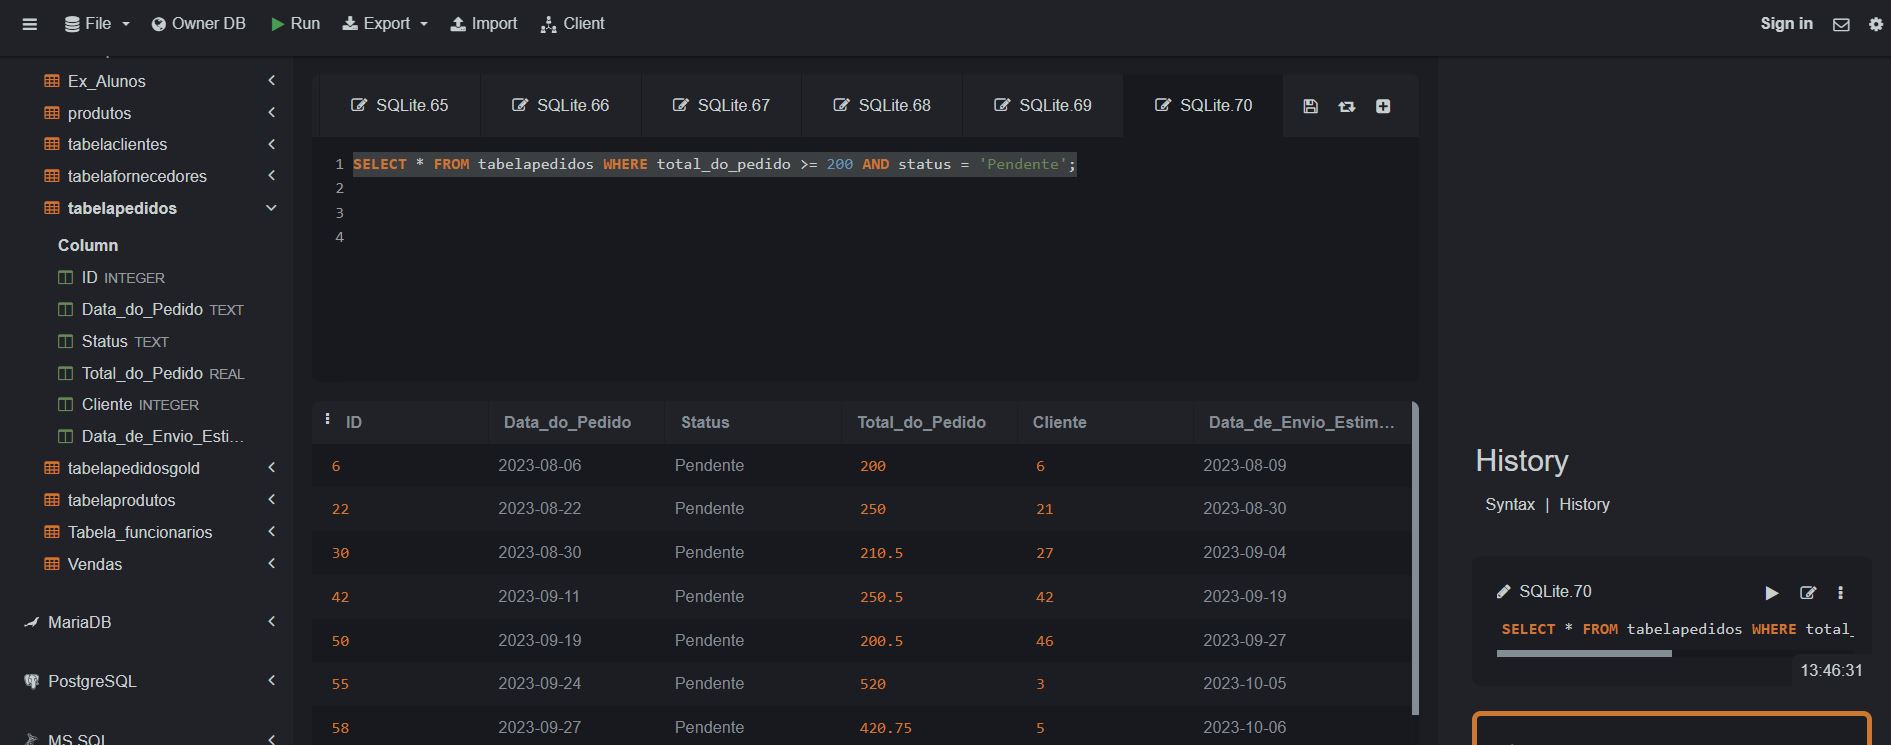 File
Owner DB
Run
Export
Import
Client
Sign in
Ex_Alunos
produtos
tabelaclientes
tabelafornecedores
tabelapedidos
Column
ID INTEGER
Data_do_Pedido TEXT
Status TEXT
Total_do_Pedido REAL
Cliente INTEGER
Data_de_Envio_Esti...
tabelapedidosgold
tabelaprodutos
Tabela_funcionarios
Vendas
MariaDB
PostgreSQL
MS SQL
SQLite.65
SQLite.66
SQLite.67
SQLite.68
SQLite.69
SQLite.70
1 SELECT * FROM tabelapedidos WHERE total_do_pedido >= 200 AND status = 'Pendente';
2
3
4
ID Data_do_Pedido Status Total_do_Pedido Cliente Data_de_Envio_Estim...
6 2023-08-06 Pendente 200 6 2023-08-09
22 2023-08-22 Pendente 250 21 2023-08-30
30 2023-08-30 Pendente 210.5 27 2023-09-04
42 2023-09-11 Pendente 250.5 42 2023-09-19
50 2023-09-19 Pendente 200.5 46 2023-09-27
55 2023-09-24 Pendente 520 3 2023-10-05
58 2023-09-27 Pendente 420.75 5 2023-10-06
History
Syntax | History
SQLite.70
SELECT * FROM tabelapedidos WHERE total_
13:46:31